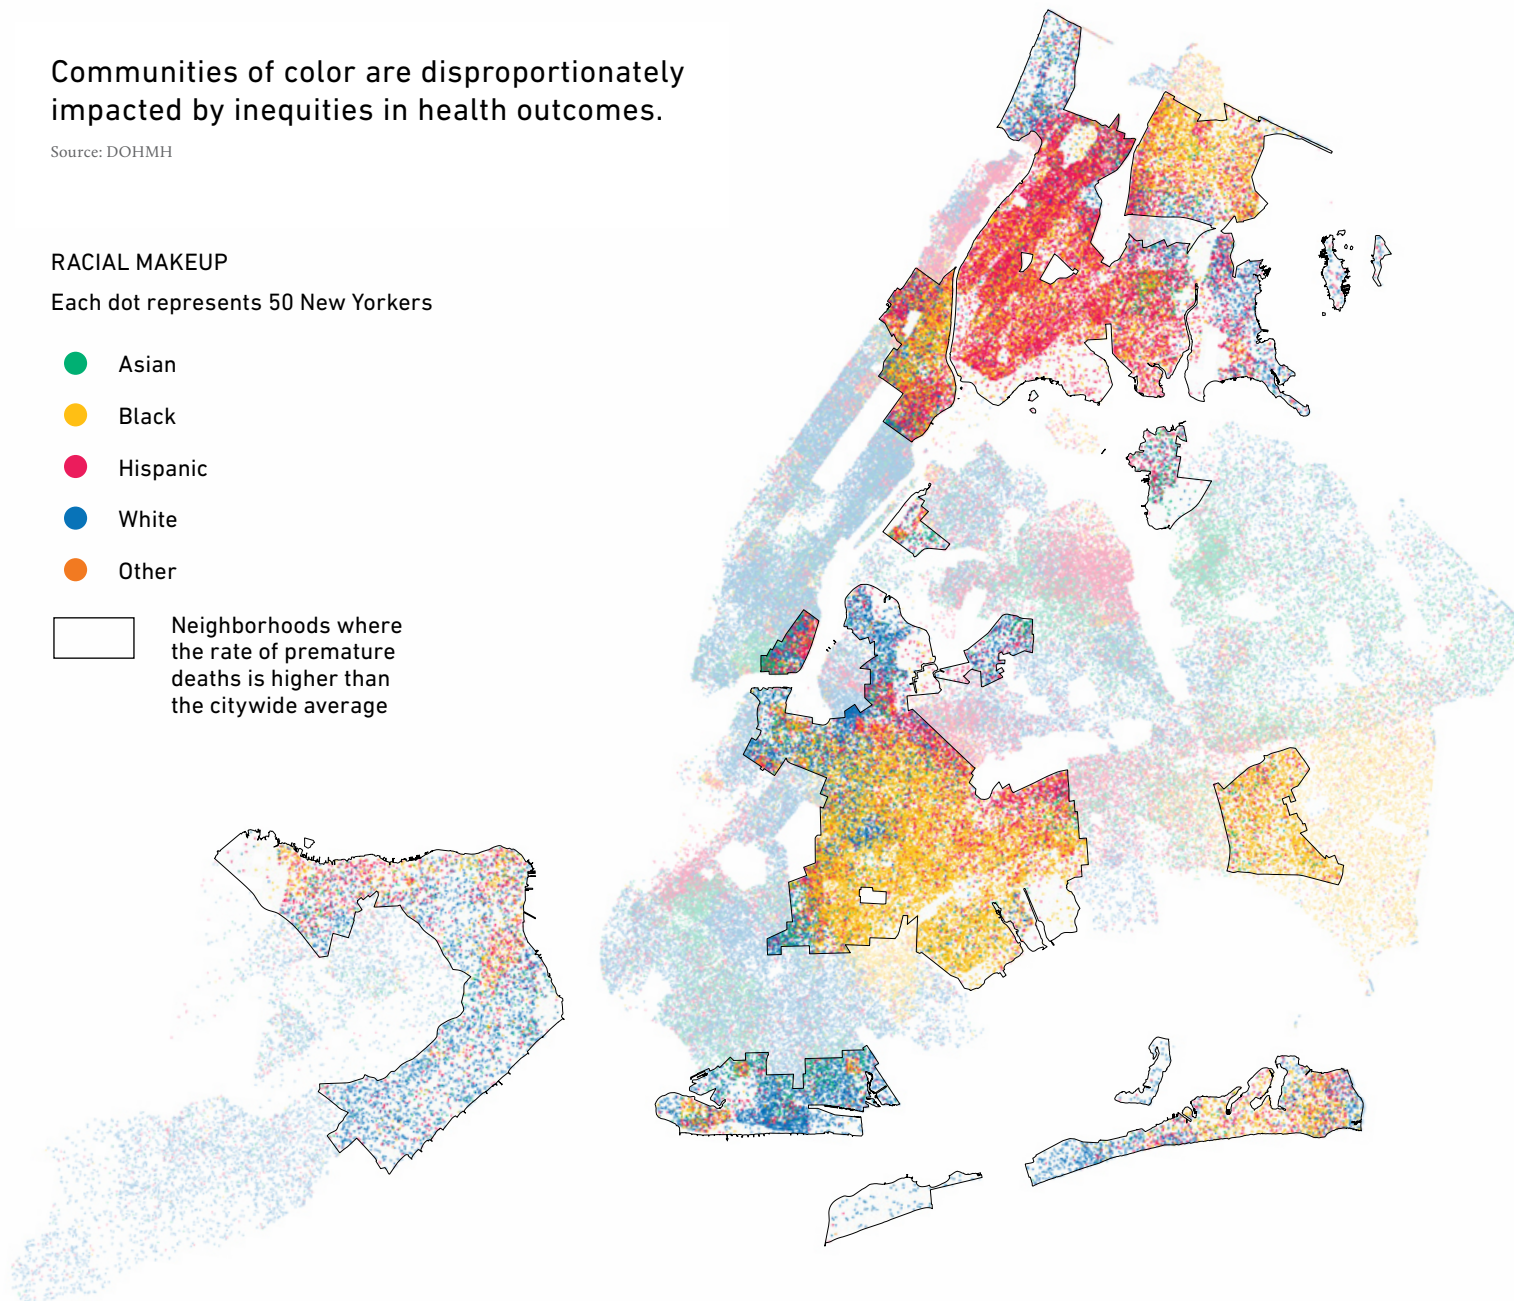 Communities of color are disproportionately
impacted by inequities in health outcomes.
Source: DOHMH
RACIAL MAKEUP
Each dot represents 50 New Yorkers
Asian
Black
Hispanic
White
Other
Neighborhoods where
the rate of premature
deaths is higher than
the citywide average